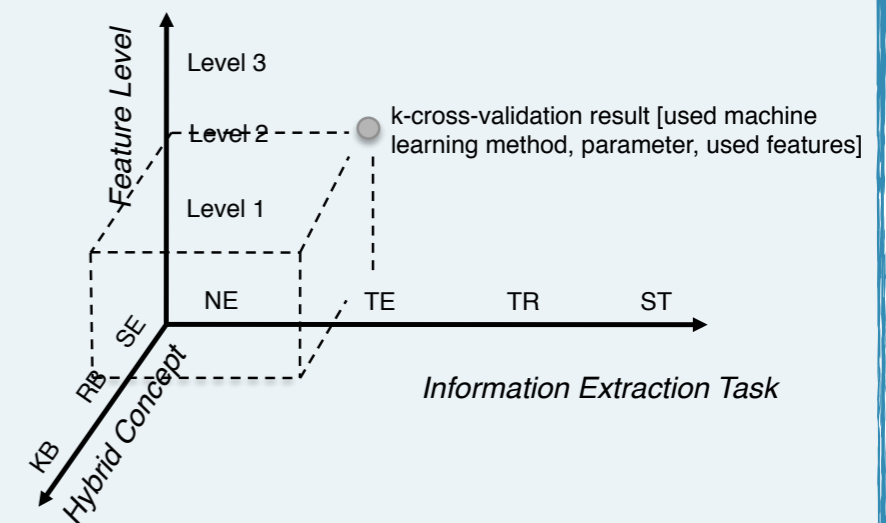 Feature Level
Level 3
Level 2
Level 1
k-cross-validation result [used machine
learning method, parameter, used features]
NE
TE
TR
ST
Information Extraction Task
SE
RB
KB
Hybrid Concept